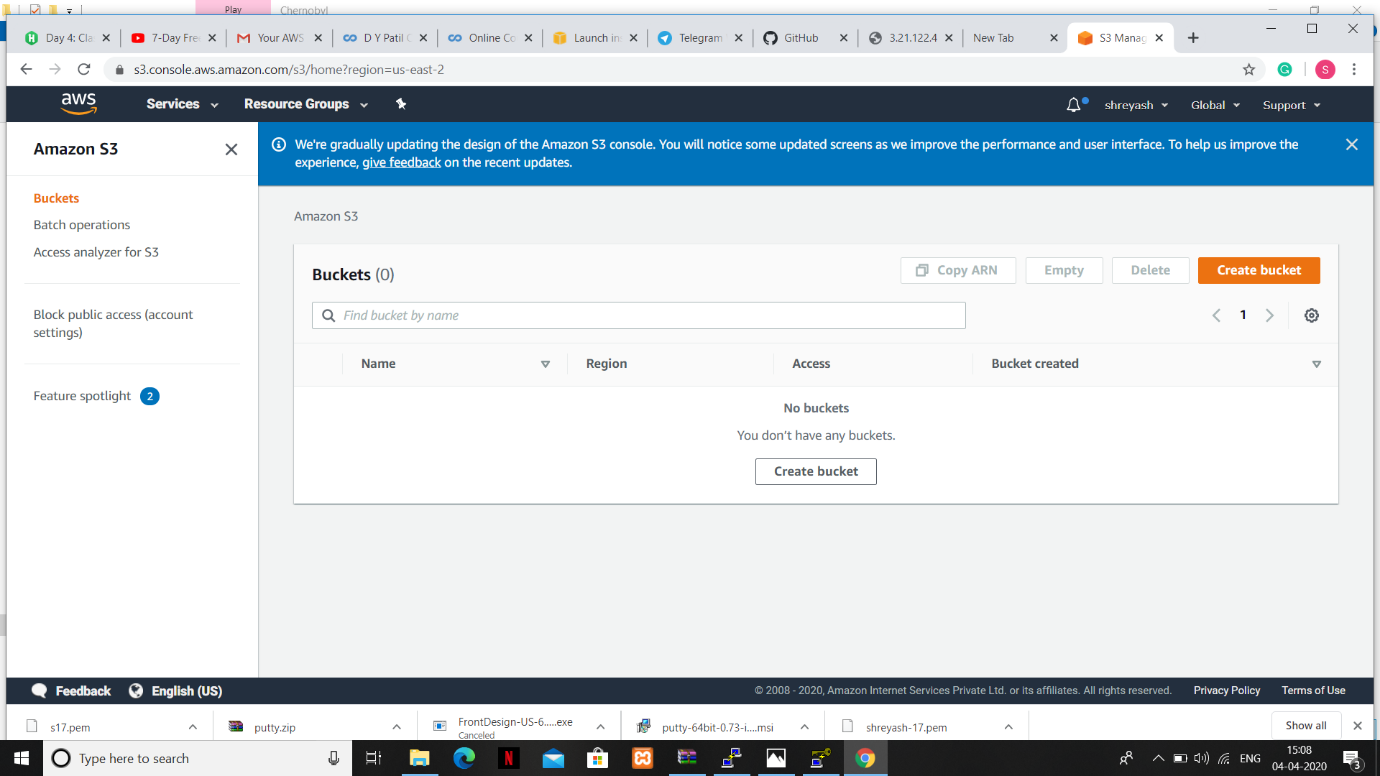 Play
Chernobyl
Day 4: Cla
7-Day Fre
Your AWS
D Y Patil C
Online Co
Launch in
Telegram
GitHub
3.21.122.4
New Tab
S3 Manag
s3.console.aws.amazon.com/s3/home?region=us-east-2
S
aws
Services
Resource Groups
shreyash
Global
Support
Amazon S3
We're gradually updating the design of the Amazon S3 console. You will notice some updated screens as we improve the performance and user interface. To help us improve the
experience, give feedback on the recent updates.
Buckets
Batch operations
Access analyzer for S3
Block public access (account
settings)
Feature spotlight 2
Amazon S3
Buckets (0)
Copy ARN
Empty
Delete
Create bucket
Find bucket by name
1
Name
Region
Access
Bucket created
No buckets
You don't have any buckets.
Create bucket
Feedback
English (US)
© 2008 - 2020, Amazon Internet Services Private Ltd. or its affiliates. All rights reserved.
Privacy Policy
Terms of Use
s17.pem
putty.zip
FrontDesign-US-6.....exe
Canceled
putty-64bit-0.73-i....msi
shreyash-17.pem
Show all
Type here to search
N
ENG
15:08
04-04-2020
3